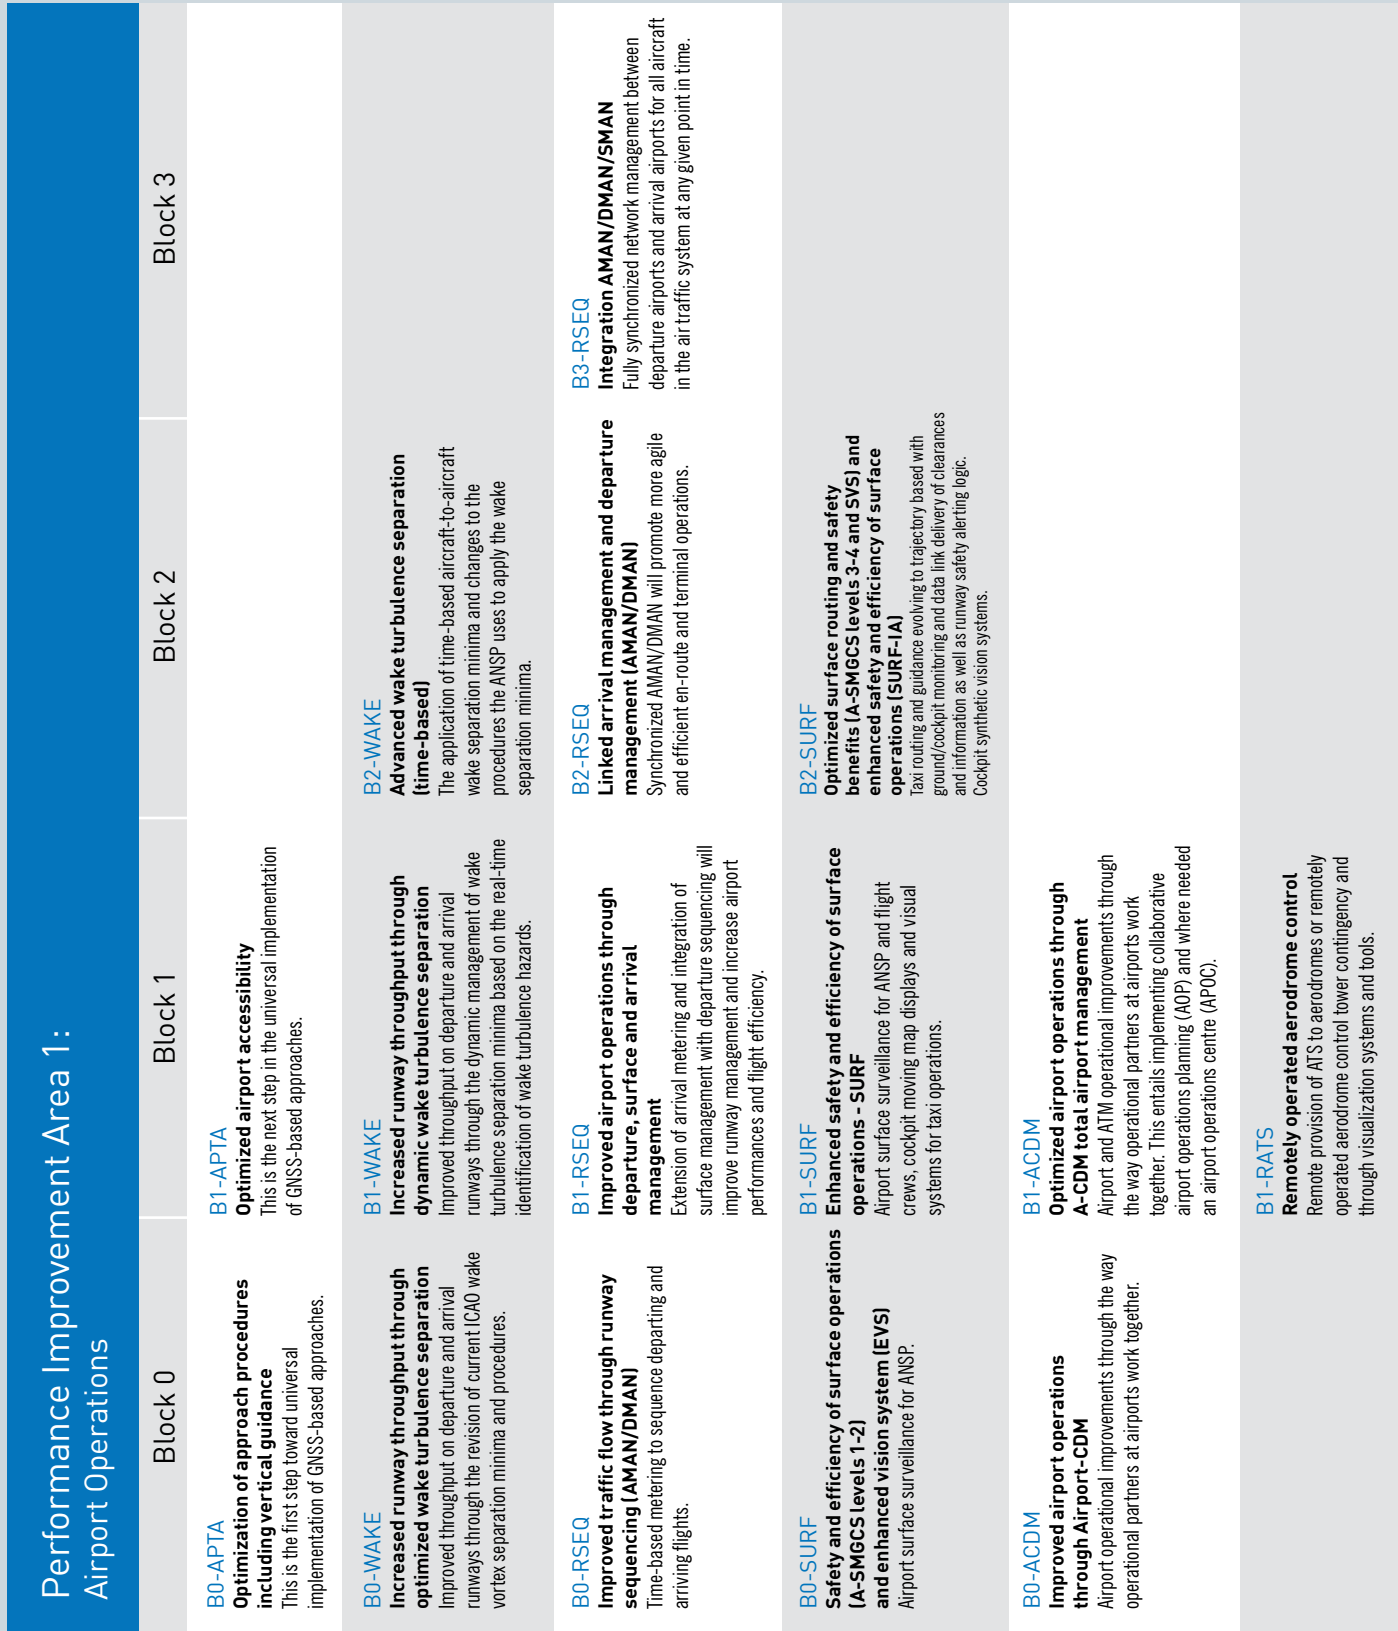 Performance Improvement Area 1:
Airport Operations
Block 0
Block 1
Block 2
Block 3
B0-APTA
Optimization of approach procedures
including vertical guidance
This is the first step toward universal
implementation of GNSS-based approaches.
B1-APTA
Optimized airport accessibility
This is the next step in the universal implementation
of GNSS-based approaches.
B0-WAKE
Increased runway throughput through
optimized wake turbulence separation
Improved throughput on departure and arrival
runways through the revision of current ICAO wake
vortex separation minima and procedures.
B1-WAKE
Increased runway throughput through
dynamic wake turbulence separation
Improved throughput on departure and arrival
runways through the dynamic management of wake
turbulence separation minima based on the real-time
identification of wake turbulence hazards.
B2-WAKE
Advanced wake turbulence separation
(time-based)
The application of time-based aircraft-to-aircraft
wake separation minima and changes to the
procedures the ANSP uses to apply the wake
separation minima.
B0-RSEQ
Improved traffic flow through runway
sequencing (AMAN/DMAN)
Time-based metering to sequence departing and
arriving flights.
B1-RSEQ
Improved airport operations through
departure, surface and arrival
management
Extension of arrival metering and integration of
surface management with departure sequencing will
improve runway management and increase airport
performances and flight efficiency.
B2-RSEQ
Linked arrival management and departure
management (AMAN/DMAN)
Synchronized AMAN/DMAN will promote more agile
and efficient en-route and terminal operations.
B3-RSEQ
Integration AMAN/DMAN/SMAN
Fully synchronized network management between
departure airports and arrival airports for all aircraft
in the air traffic system at any given point in time.
B0-SURF
Safety and efficiency of surface operations
(A-SMGCS levels 1-2)
and enhanced vision system (EVS)
Airport surface surveillance for ANSP.
B1-SURF
Enhanced safety and efficiency of surface
operations - SURF
Airport surface surveillance for ANSP and flight
crews, cockpit moving map displays and visual
systems for taxi operations.
B2-SURF
Optimized surface routing and safety
benefits (A-SMGCS levels 3-4 and SVS) and
enhanced safety and efficiency of surface
operations (SURF-IA)
Taxi routing and guidance evolving to trajectory based with
ground/cockpit monitoring and data link delivery of clearances
and information as well as runway safety alerting logic.
Cockpit synthetic vision systems.
B0-ACDM
Improved airport operations
through Airport-CDM
Airport operational improvements through the way
operational partners at airports work together.
B1-ACDM
Optimized airport operations through
A-CDM total airport management
Airport and ATM operational improvements through
the way operational partners at airports work
together. This entails implementing collaborative
airport operations planning (AOP) and where needed
an airport operations centre (APOC).
B1-RATS
Remotely operated aerodrome control
Remote provision of ATS to aerodromes or remotely
operated aerodrome control tower contingency and
through visualization systems and tools.